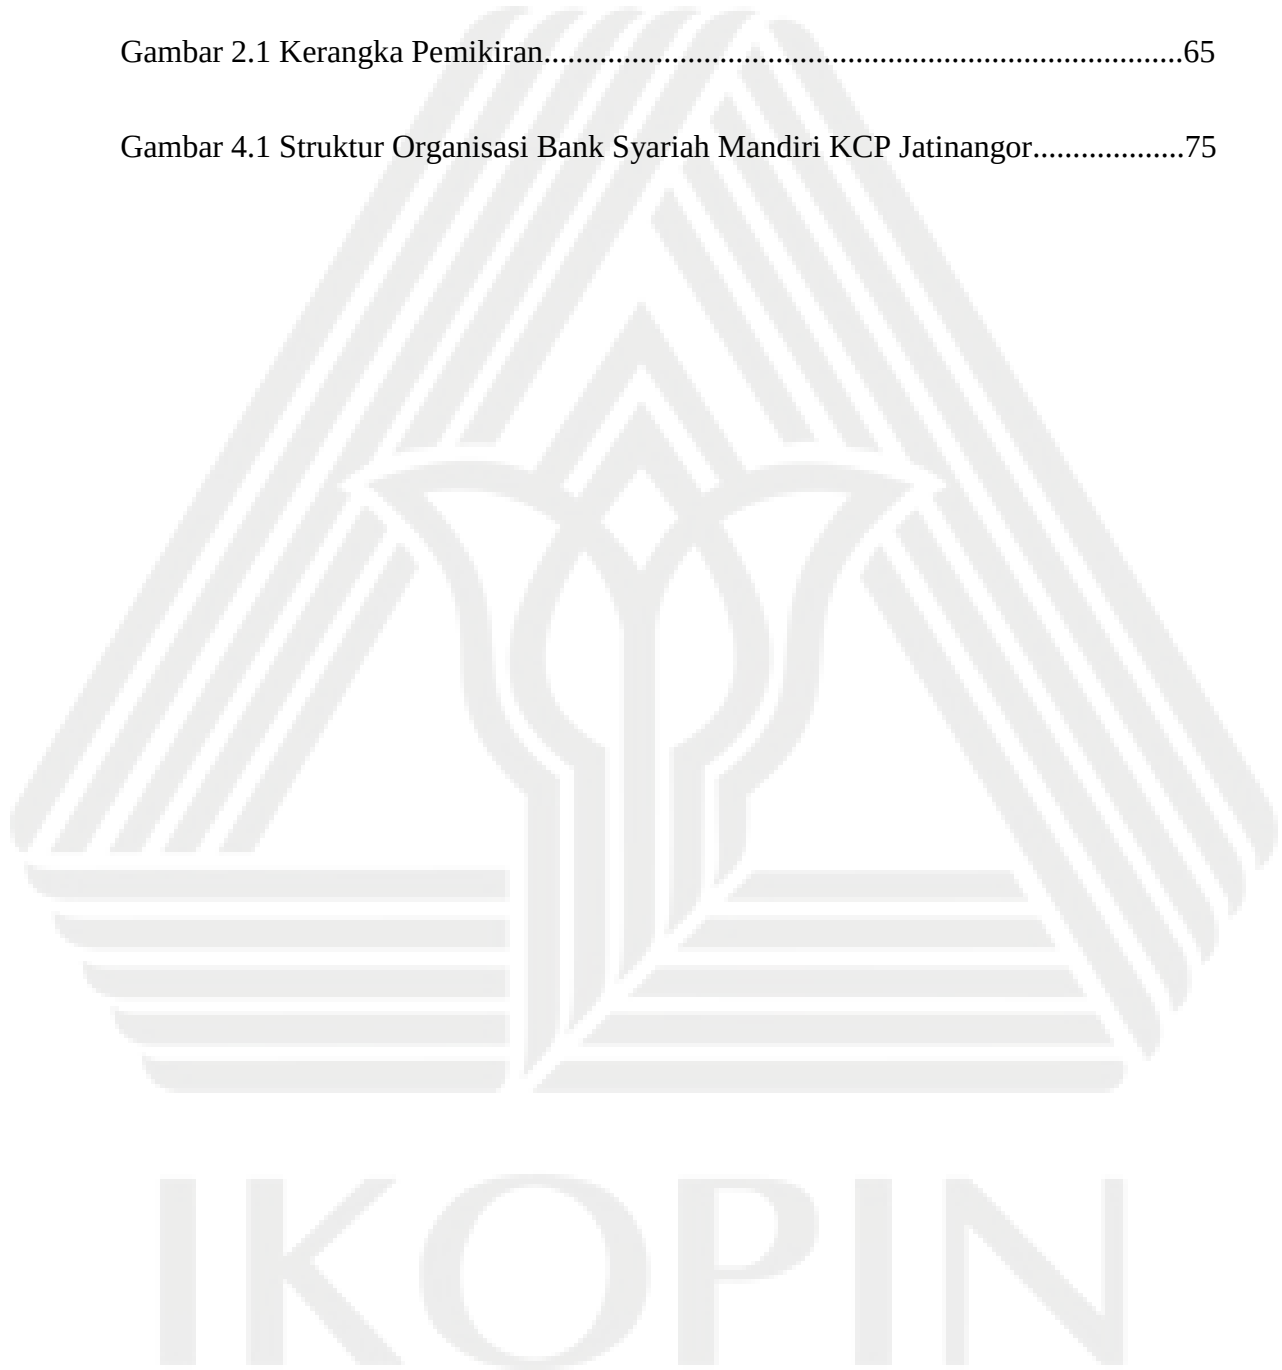 Gambar 2.1 Kerangka Pemikiran................................................................................65
Gambar 4.1 Struktur Organisasi Bank Syariah Mandiri KCP Jatinangor...................75
IKOPIN